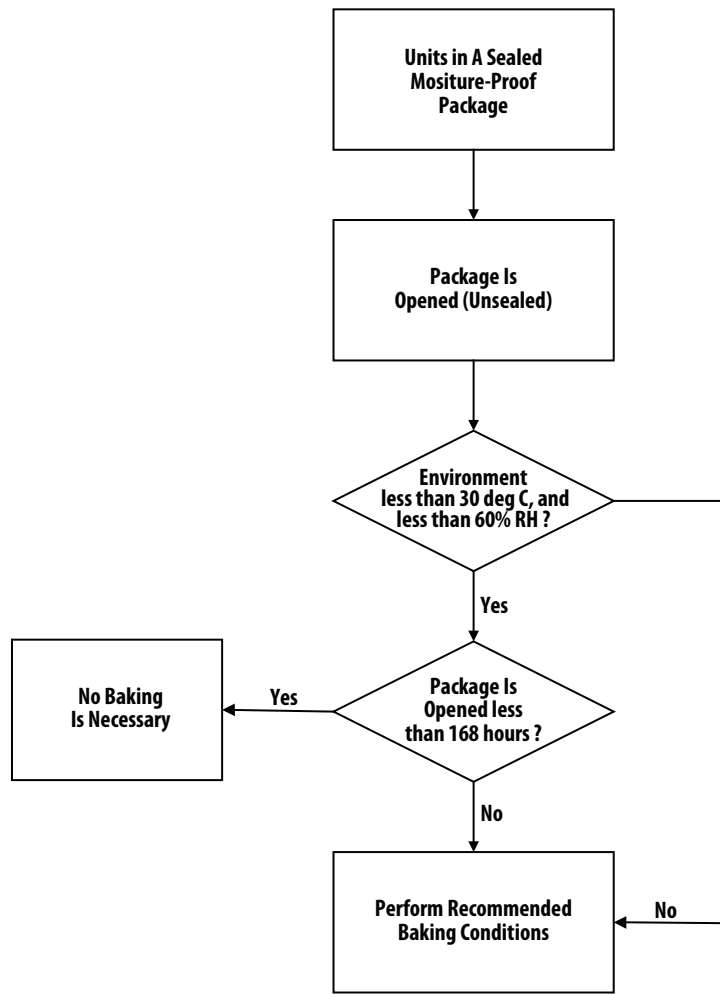 Units in A Sealed
Mositure-Proof
Package
Package Is
Opened (Unsealed)
Environment
less than 30 deg C, and
less than 60% RH ?
Yes
Package Is
Opened less
than 168 hours ?
Yes
No Baking
Is Necessary
No
Perform Recommended
Baking Conditions
No